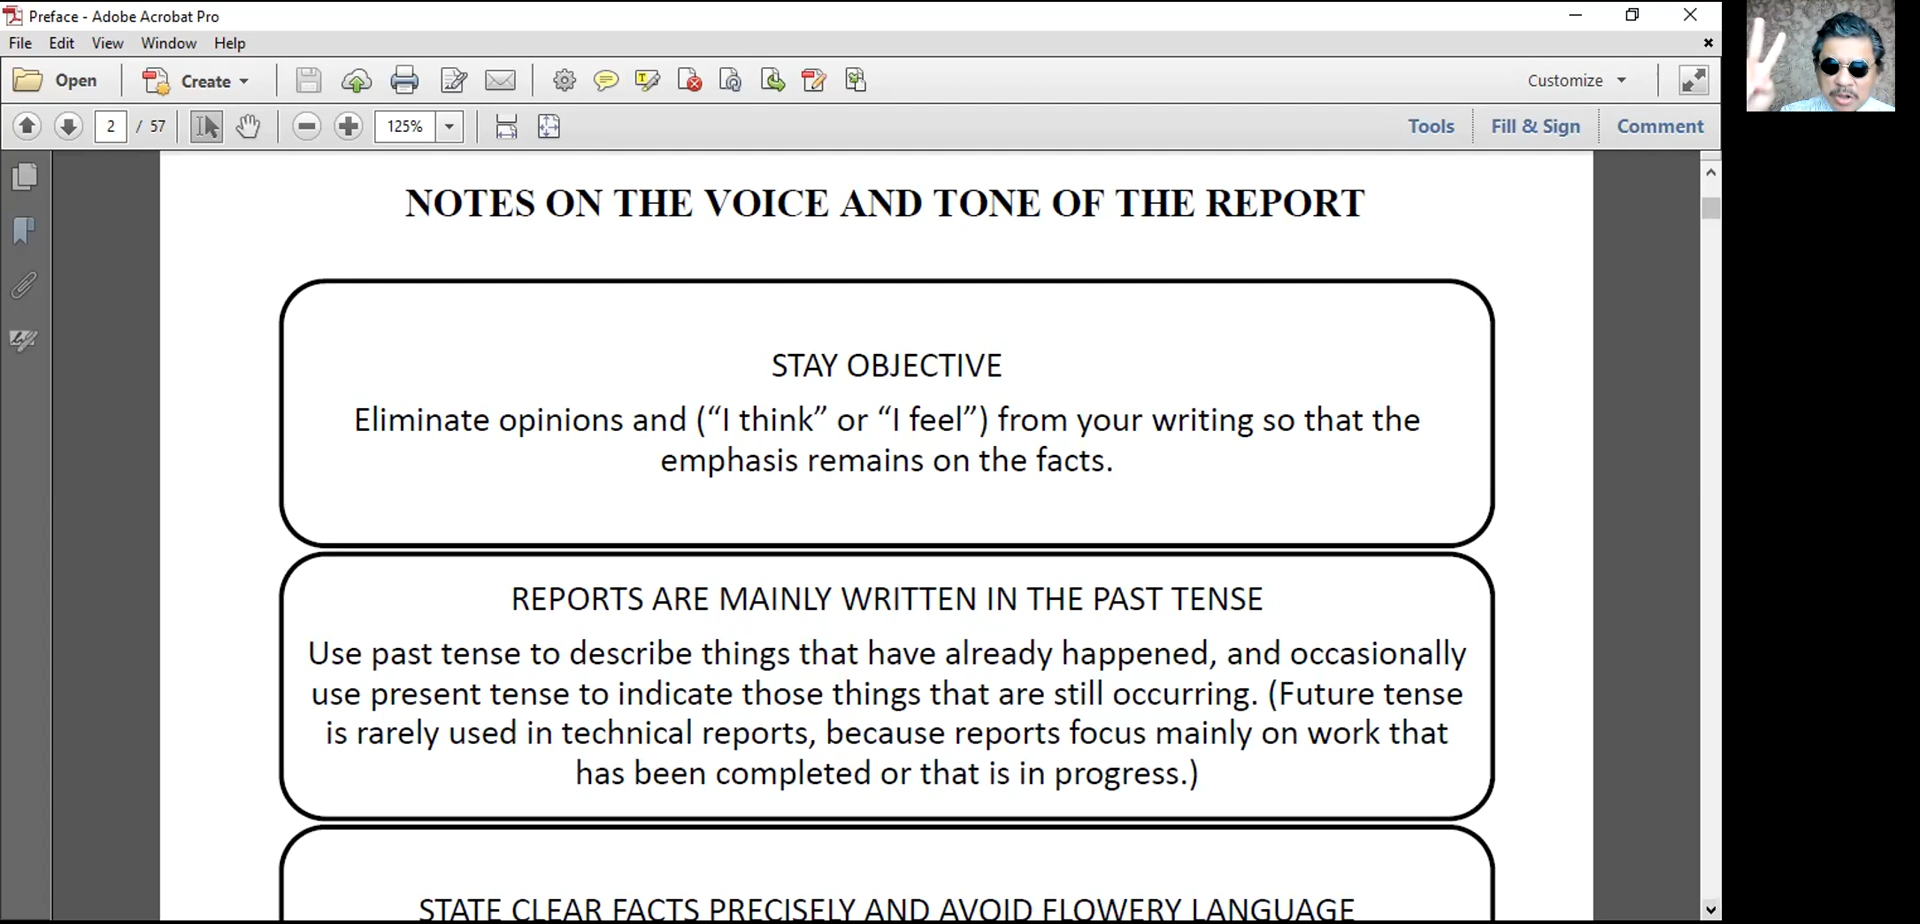 Preface - Adobe Acrobat Pro
File Edit View Window Help
Open Create Customize
2 / 57 125% Tools Fill & Sign Comment
NOTES ON THE VOICE AND TONE OF THE REPORT
STAY OBJECTIVE
Eliminate opinions and (“I think” or “I feel”) from your writing so that the
emphasis remains on the facts.
REPORTS ARE MAINLY WRITTEN IN THE PAST TENSE
Use past tense to describe things that have already happened, and occasionally
use present tense to indicate those things that are still occurring. (Future tense
is rarely used in technical reports, because reports focus mainly on work that
has been completed or that is in progress.)
STATE CLEAR FACTS PRECISELY AND AVOID FLOWERY LANGUAGE